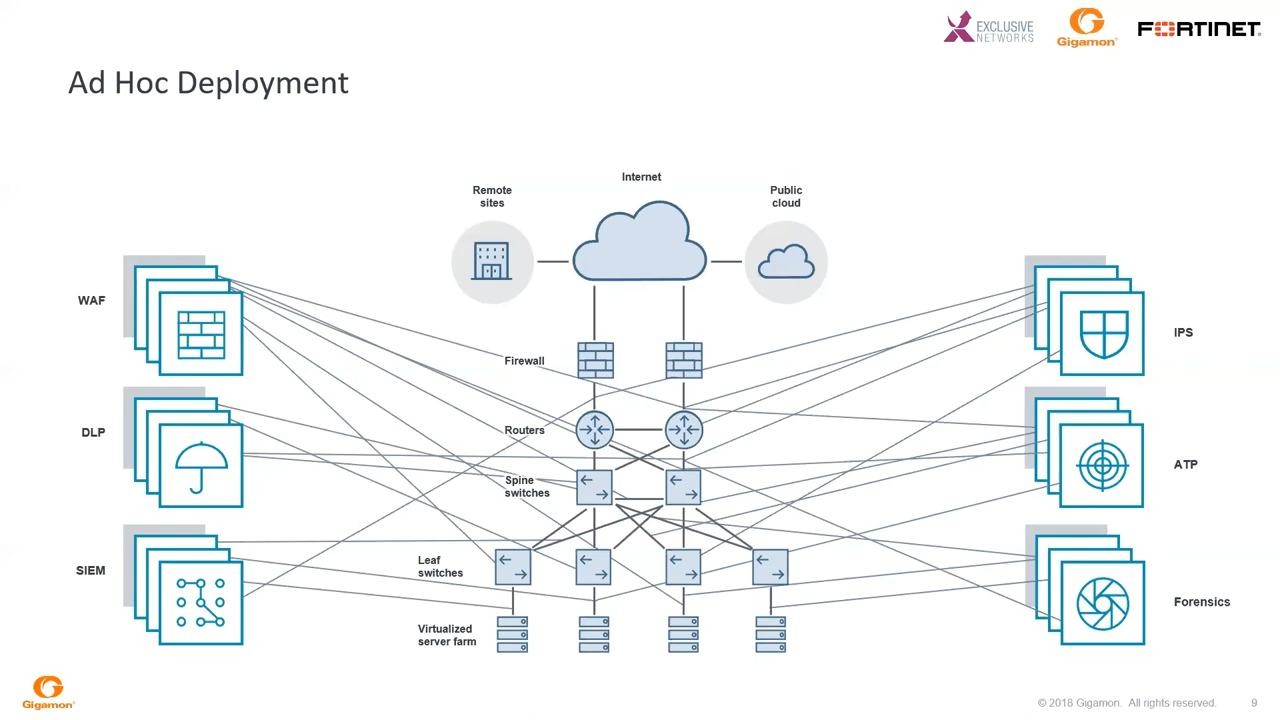 EXCLUSIVE
NETWORKS
Gigamon®
FORTINET®
Ad Hoc Deployment
Internet
Remote
sites
Public
cloud
WAF
IPS
Firewall
DLP
Routers
ATP
Spine
switches
SIEM
Leaf
switches
Forensics
Virtualized
server farm
Gigamon®
© 2018 Gigamon. All rights reserved.
9